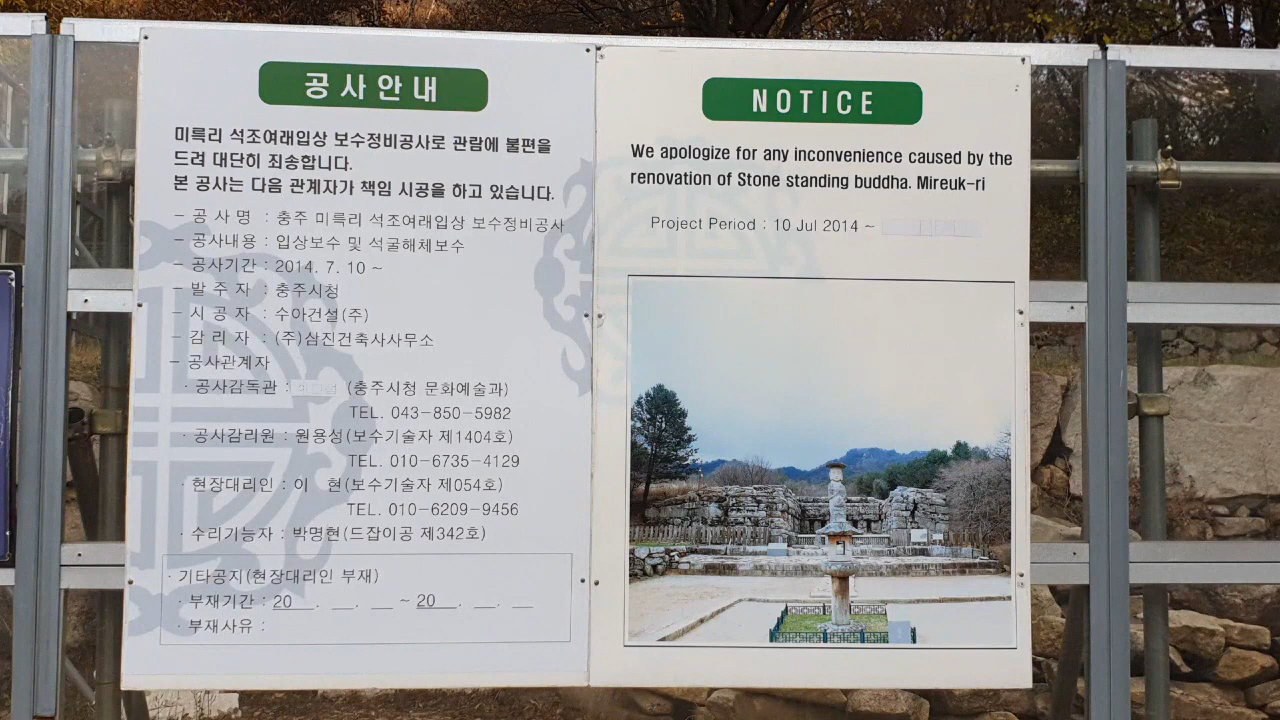 공사안내
미륵리 석조여래입상 보수정비공사로 관람에 불편을
드려 대단히 죄송합니다.
본 공사는 다음 관계자가 책임 시공을 하고 있습니다.
- 공 사 명 : 충주 미륵리 석조여래입상 보수정비공사
- 공사내용 : 입상보수 및 석굴해체보수
- 공사기간 : 2014. 7. 10 ~
- 발 주 자 : 충주시청
- 시 공 자 : 수아건설(주)
- 감 리 자 : (주)삼진건축사사무소
- 공사관계자
· 공사감독관 : (충주시청 문화예술과)
TEL. 043-850-5982
· 공사감리원 : 원용성(보수기술자 제1404호)
TEL. 010-6735-4129
· 현장대리인 : 이 현(보수기술자 제054호)
TEL. 010-6209-9456
· 수리기능자 : 박명현(드잡이공 제342호)
· 기타공지(현장대리인 부재)
· 부재기간 : 20__. __. __ ~ 20__. __. __
· 부재사유 :
NOTICE
We apologize for any inconvenience caused by the
renovation of Stone standing buddha. Mireuk-ri
Project Period : 10 Jul 2014 ~